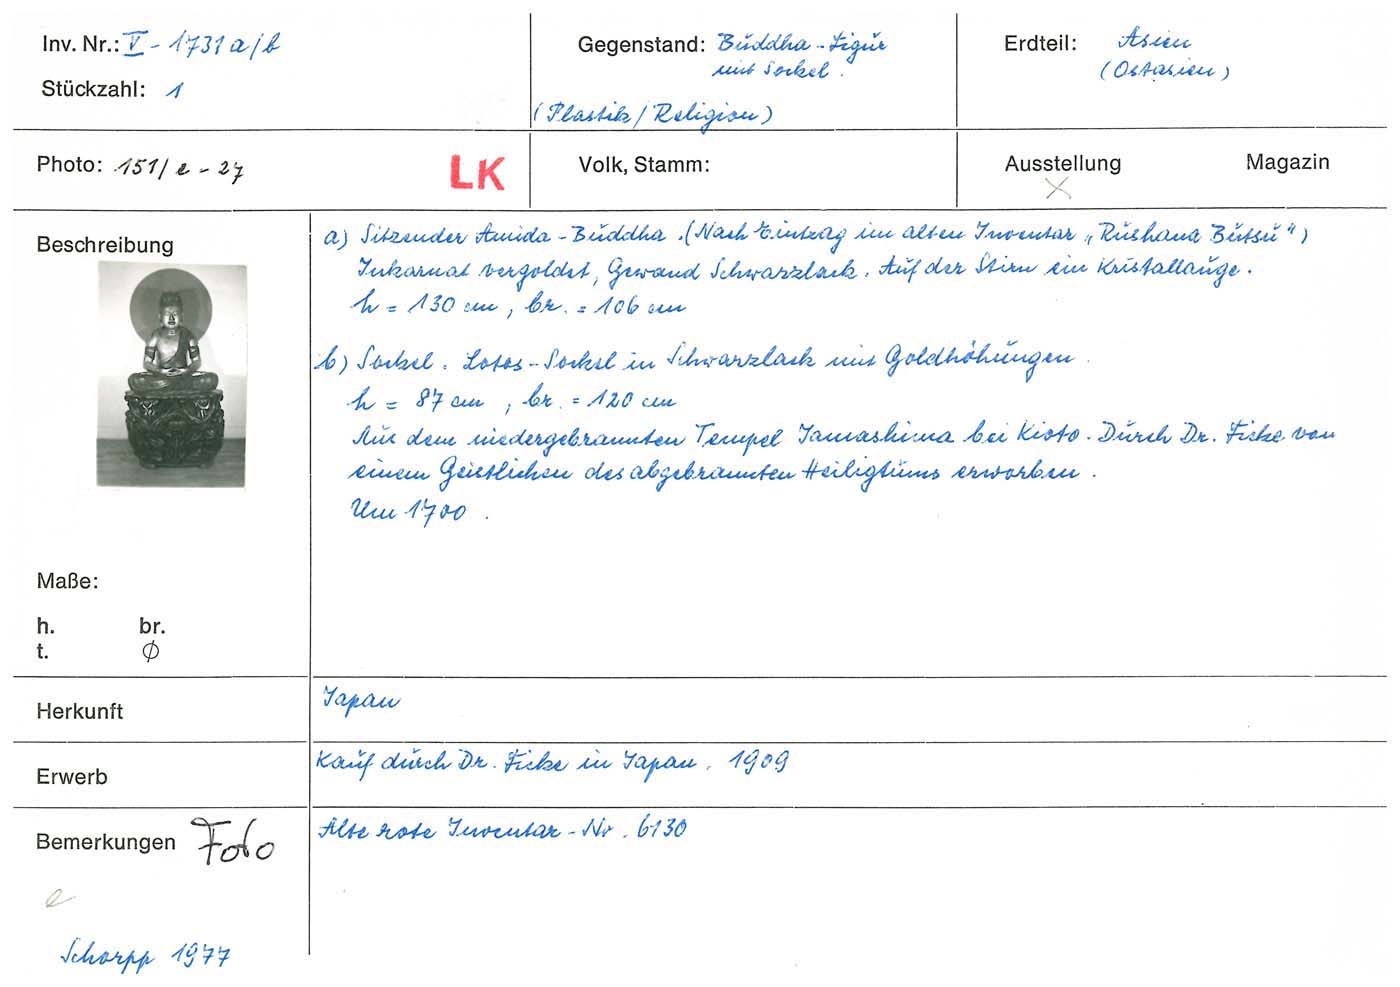 Inv. Nr.: V - 1731 a/b
Stückzahl: 1
Gegenstand: Buddha-Figur
mit Sockel.
(Plastik/Religion)
Erdteil: Asien
(Ostasien)
Photo: 151/e - 27
LK
Volk, Stamm:
Ausstellung
X
Magazin
Beschreibung
a) Sitzender Amida-Buddha. (Nach Eintrag im alten Inventar „Rushana Butsu")
Inkarnat vergoldet, Gewand Schwarzlack. Auf der Stirn ein Kristallauge.
h = 130 cm, br. = 106 cm
b) Sockel: Lotos-Sockel in Schwarzlack mit Goldhöhungen.
h = 87 cm, br. = 120 cm
Aus dem niedergebrannten Tempel Jamashima bei Kioto. Durch Dr. Ficke von
einem Geistlichen des abgebrannten Heiligtums erworben.
Um 1700.
Maße:
h. br.
t. ∅
Herkunft
Japan
Erwerb
Kauf durch Dr. Ficke in Japan. 1909
Bemerkungen Foto
Alte rote Inventar-Nr. 6130
e
Schorpp 1977